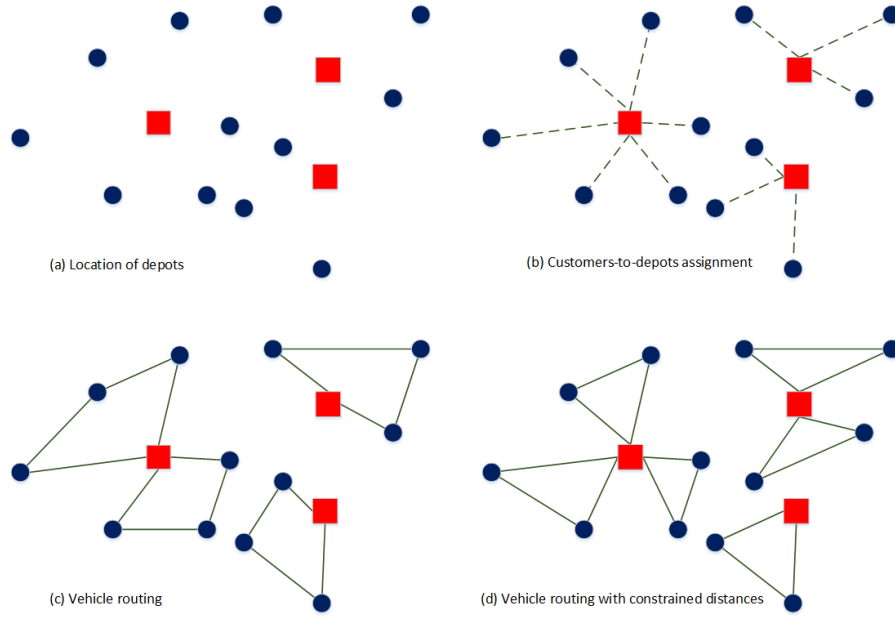 (a) Location of depots
(b) Customers-to-depots assignment
(c) Vehicle routing
(d) Vehicle routing with constrained distances